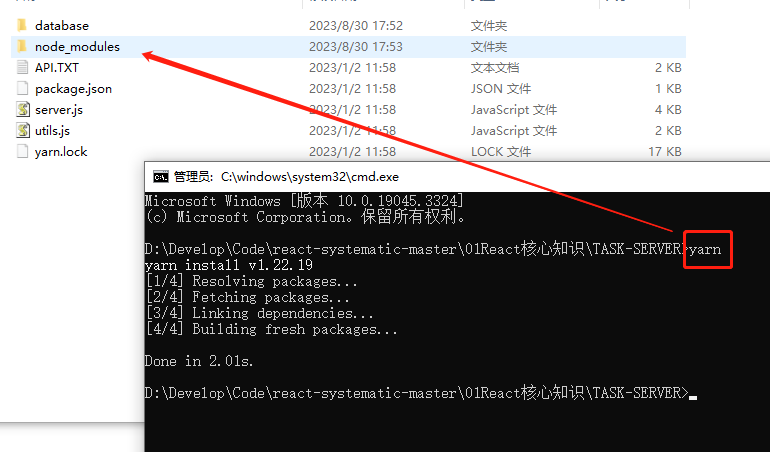 database 2023/8/30 17:52 文件夹
node_modules 2023/8/30 17:53 文件夹
API.TXT 2023/1/2 11:58 文本文档 2 KB
package.json 2023/1/2 11:58 JSON 文件 1 KB
server.js 2023/1/2 11:58 JavaScript 文件 4 KB
utils.js 2023/1/2 11:58 JavaScript 文件 2 KB
yarn.lock 2023/1/2 11:58 LOCK 文件 17 KB
管理员: C:\windows\system32\cmd.exe
Microsoft Windows [版本 10.0.19045.3324]
(c) Microsoft Corporation。保留所有权利。
D:\Develop\Code\react-systematic-master\01React核心知识\TASK-SERVER>yarn
yarn install v1.22.19
[1/4] Resolving packages...
[2/4] Fetching packages...
[3/4] Linking dependencies...
[4/4] Building fresh packages...
Done in 2.01s.
D:\Develop\Code\react-systematic-master\01React核心知识\TASK-SERVER>